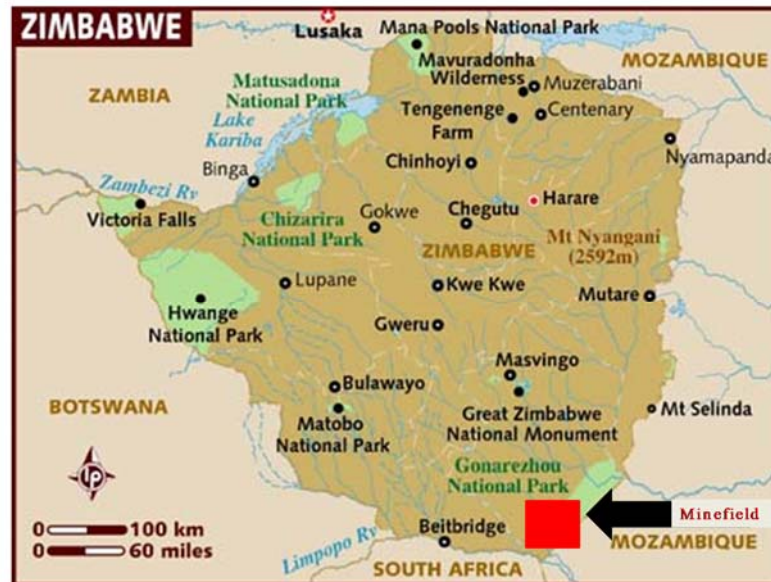 ZIMBABWE
Lusaka
Mana Pools National Park
Mavuradonha
Wilderness
Muzerabani
MOZAMBIQUE
ZAMBIA
Matusadona
National Park
Lake
Kariba
Tengenenge
Farm
Centenary
Binga
Chinhoyi
Nyamapanda
Zambezi Rv
Victoria Falls
Harare
Chizarira
National Park
Gokwe
Chegutu
ZIMBABWE
Mt Nyangani
(2592m)
Lupane
Kwe Kwe
Mutare
Hwange
National Park
Gweru
Masvingo
Bulawayo
BOTSWANA
Matobo
National Park
Great Zimbabwe
National Monument
Mt Selinda
Gonarezhou
National Park
lp
0 100 km
0 60 miles
Limpopo Rv
Beitbridge
Minefield
MOZAMBIQUE
SOUTH AFRICA